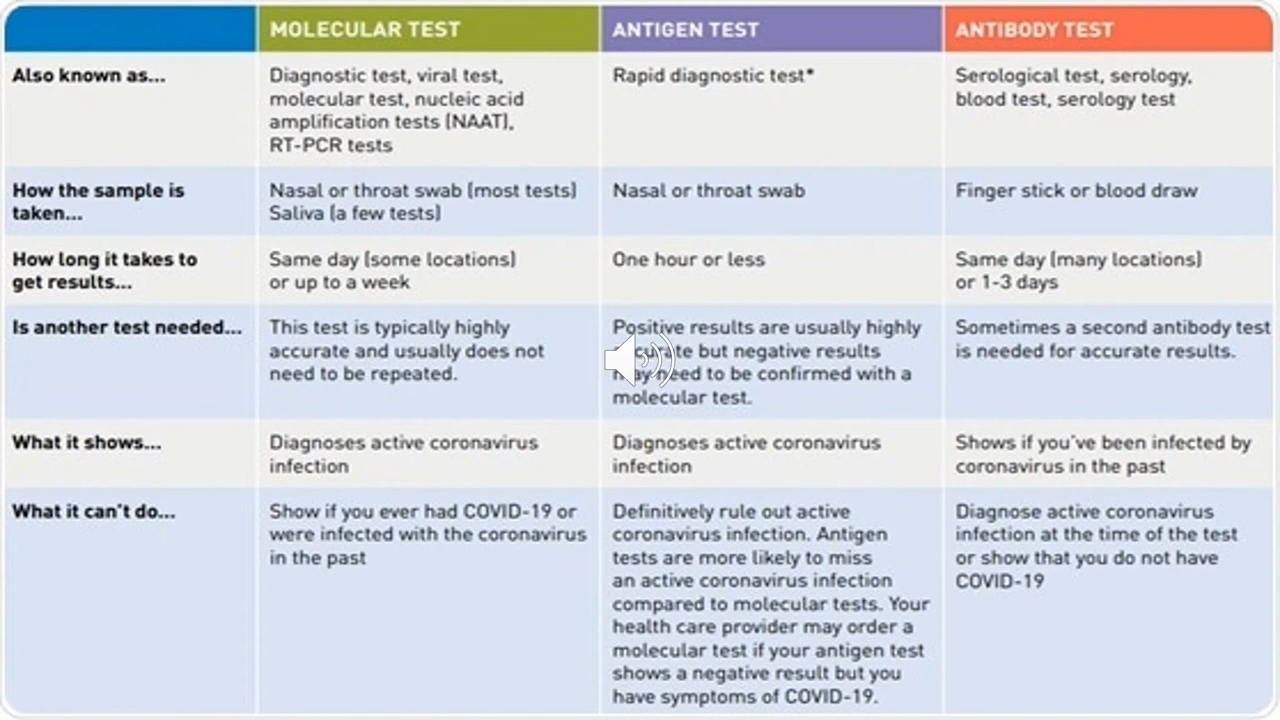 MOLECULAR TEST
ANTIGEN TEST
ANTIBODY TEST
Also known as...
Diagnostic test, viral test,
molecular test, nucleic acid
amplification tests (NAAT),
RT-PCR tests
Rapid diagnostic test*
Serological test, serology,
blood test, serology test
How the sample is
taken...
Nasal or throat swab (most tests)
Saliva (a few tests)
Nasal or throat swab
Finger stick or blood draw
How long it takes to
get results...
Same day (some locations)
or up to a week
One hour or less
Same day (many locations)
or 1-3 days
Is another test needed...
This test is typically highly
accurate and usually does not
need to be repeated.
Positive results are usually highly
accurate but negative results
may need to be confirmed with a
molecular test.
Sometimes a second antibody test
is needed for accurate results.
What it shows...
Diagnoses active coronavirus
infection
Diagnoses active coronavirus
infection
Shows if you've been infected by
coronavirus in the past
What it can't do...
Show if you ever had COVID-19 or
were infected with the coronavirus
in the past
Definitively rule out active
coronavirus infection. Antigen
tests are more likely to miss
an active coronavirus infection
compared to molecular tests. Your
health care provider may order a
molecular test if your antigen test
shows a negative result but you
have symptoms of COVID-19.
Diagnose active coronavirus
infection at the time of the test
or show that you do not have
COVID-19